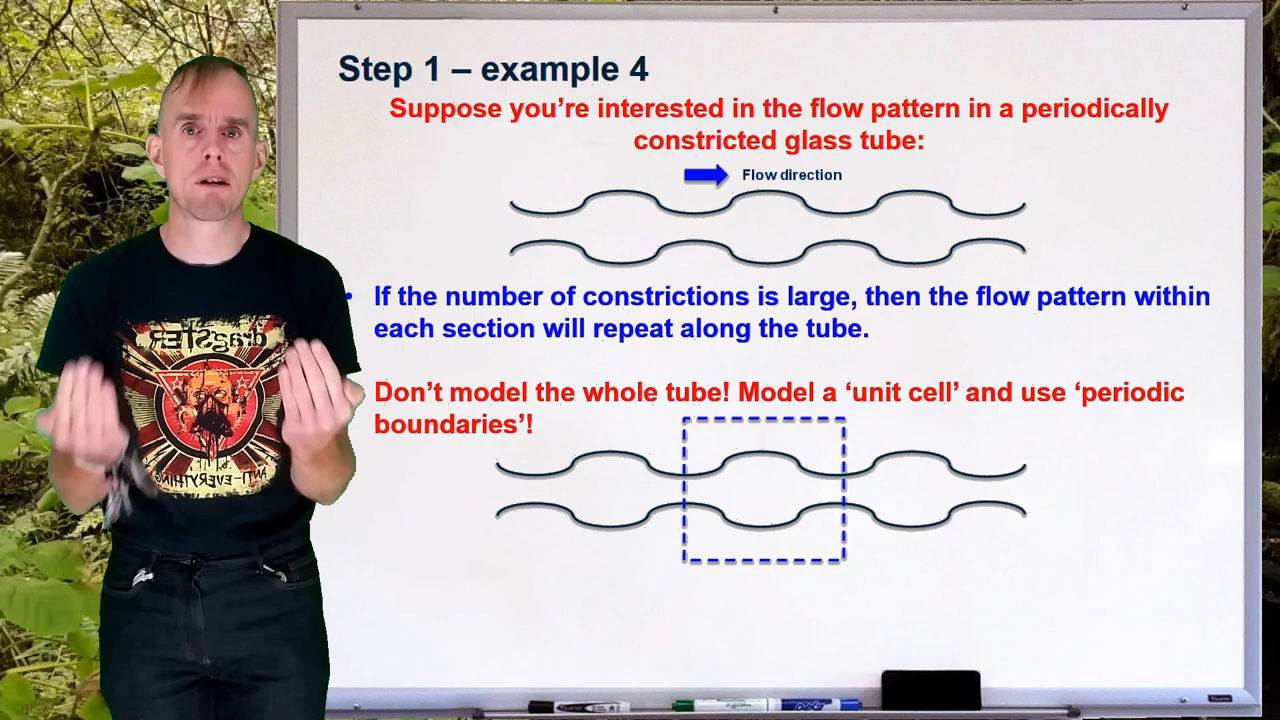 Step 1 – example 4
Suppose you’re interested in the flow pattern in a periodically
constricted glass tube:
Flow direction
• If the number of constrictions is large, then the flow pattern within
each section will repeat along the tube.
Don’t model the whole tube! Model a ‘unit cell’ and use ‘periodic
boundaries’!
dragSTER
ANTI-EVERYTHING